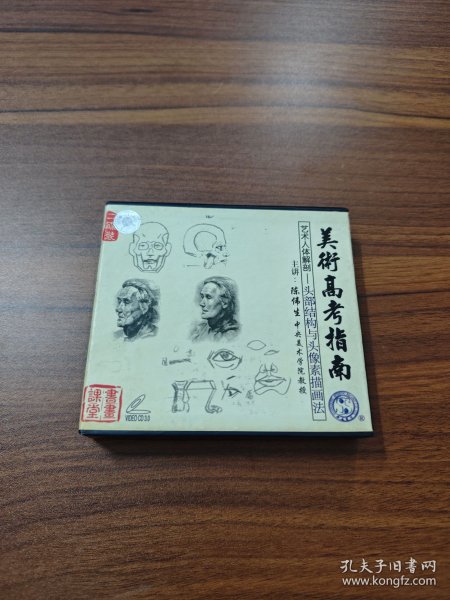 美術高考指南
艺术人体解剖——头部结构与头像素描画法
主讲：陈伟生 中央美术学院教授
書畫
課堂
VIDEO CD 3.0
®
孔夫子旧书网
www.kongfz.com